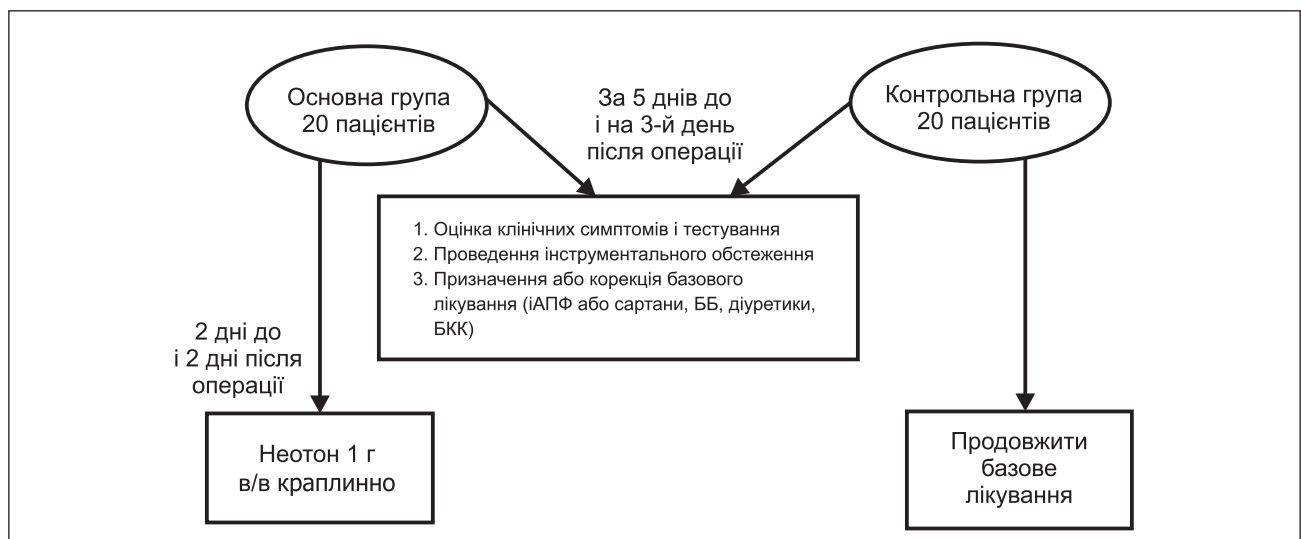 Основна група
20 пацієнтів
За 5 днів до
і на 3-й день
після операції
Контрольна група
20 пацієнтів
1. Оцінка клінічних симптомів і тестування
2. Проведення інструментального обстеження
3. Призначення або корекція базового
лікування (іАПФ або сартани, ББ, діуретики,
БКК)
2 дні до
і 2 дні після
операції
Неотон 1 г
в/в краплинно
Продовжити
базове
лікування